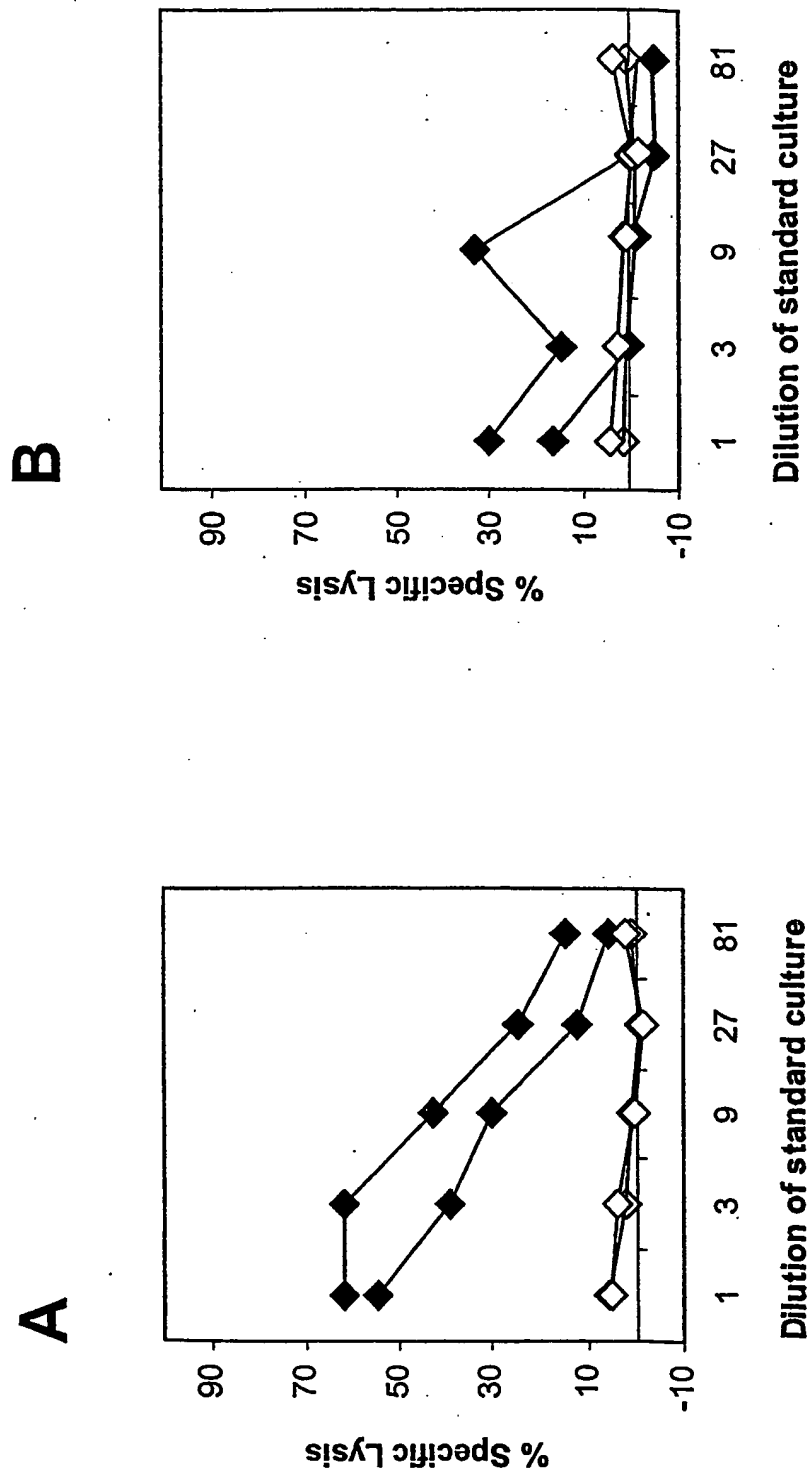 A
% Specific Lysis
90
70
50
30
10
-10
1 3 9 27 81
Dilution of standard culture
B
% Specific Lysis
90
70
50
30
10
-10
1 3 9 27 81
Dilution of standard culture